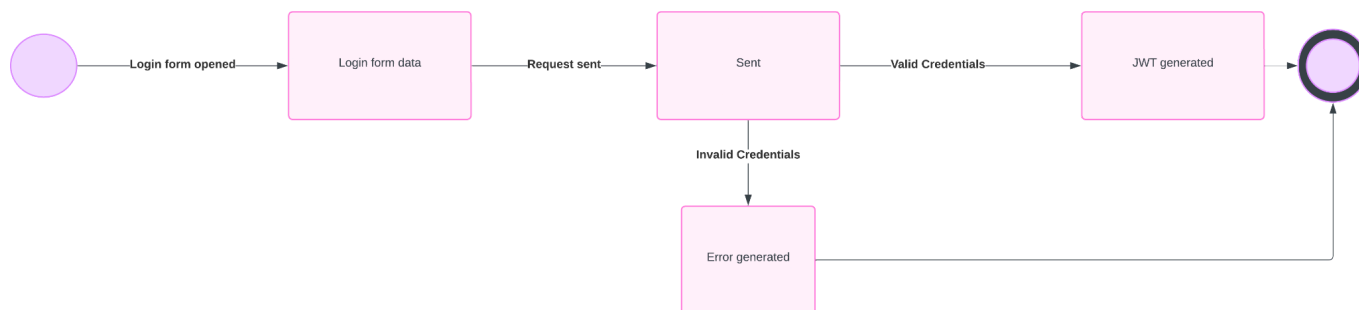 Login form opened
Login form data
Request sent
Sent
Valid Credentials
JWT generated
Invalid Credentials
Error generated